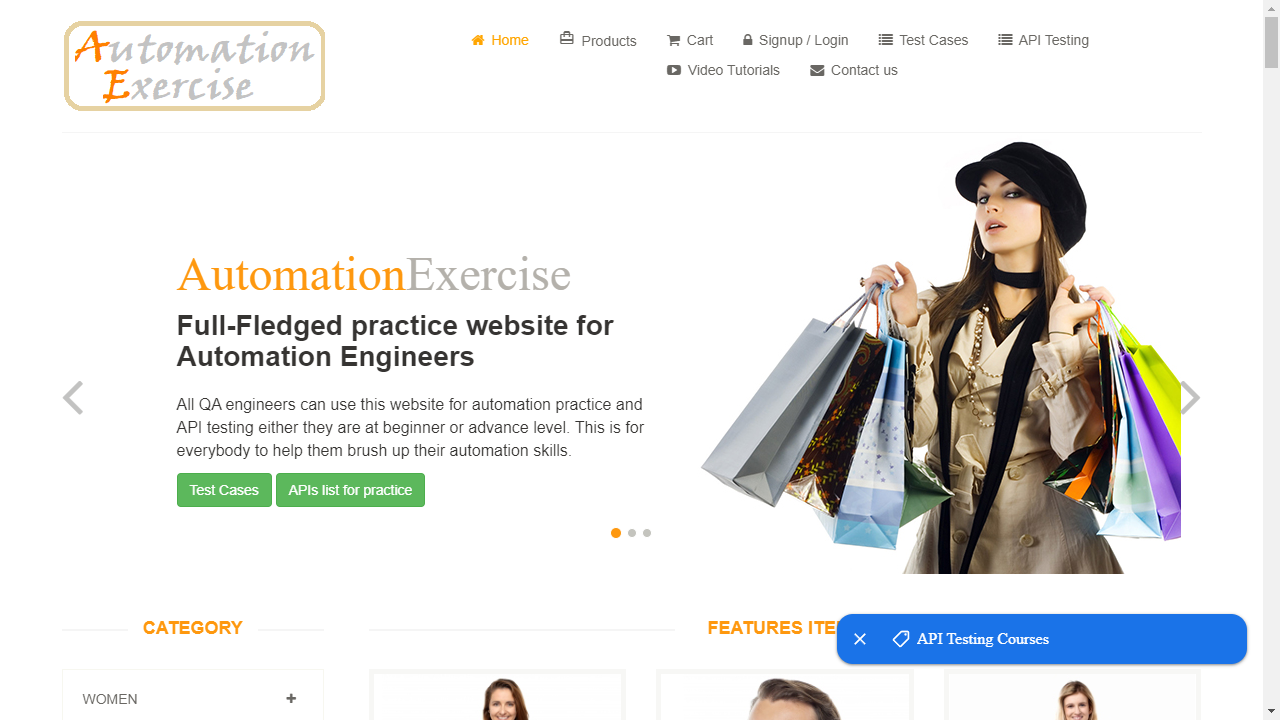 Automation
Exercise
Home
Products
Cart
Signup / Login
Test Cases
API Testing
Video Tutorials
Contact us
AutomationExercise
Full-Fledged practice website for
Automation Engineers
All QA engineers can use this website for automation practice and
API testing either they are at beginner or advance level. This is for
everybody to help them brush up their automation skills.
Test Cases
APIs list for practice
CATEGORY
FEATURES ITE
API Testing Courses
WOMEN